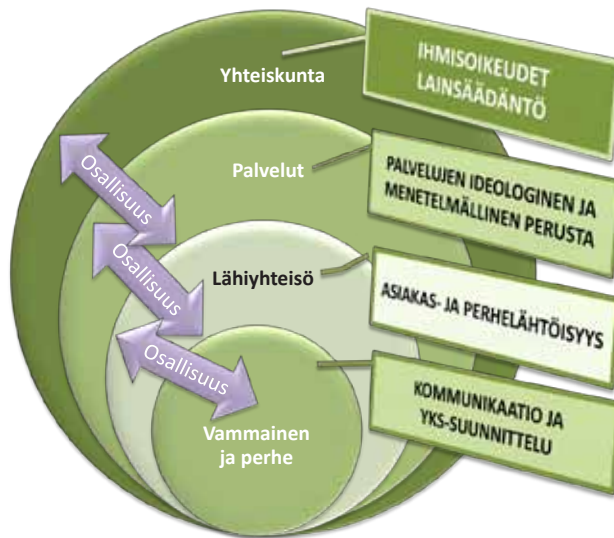 Yhteiskunta
IHMISOIKEUDET
LAINSÄÄDÄNTÖ
Osallisuus
Palvelut
PALVELUJEN IDEOLOGINEN JA
MENETELMÄLLINEN PERUSTA
Osallisuus
Lähiyhteisö
ASIAKAS- JA PERHELÄHTÖISYYS
Osallisuus
Vammainen
ja perhe
KOMMUNIKAATIO JA
YKS-SUUNNITTELU